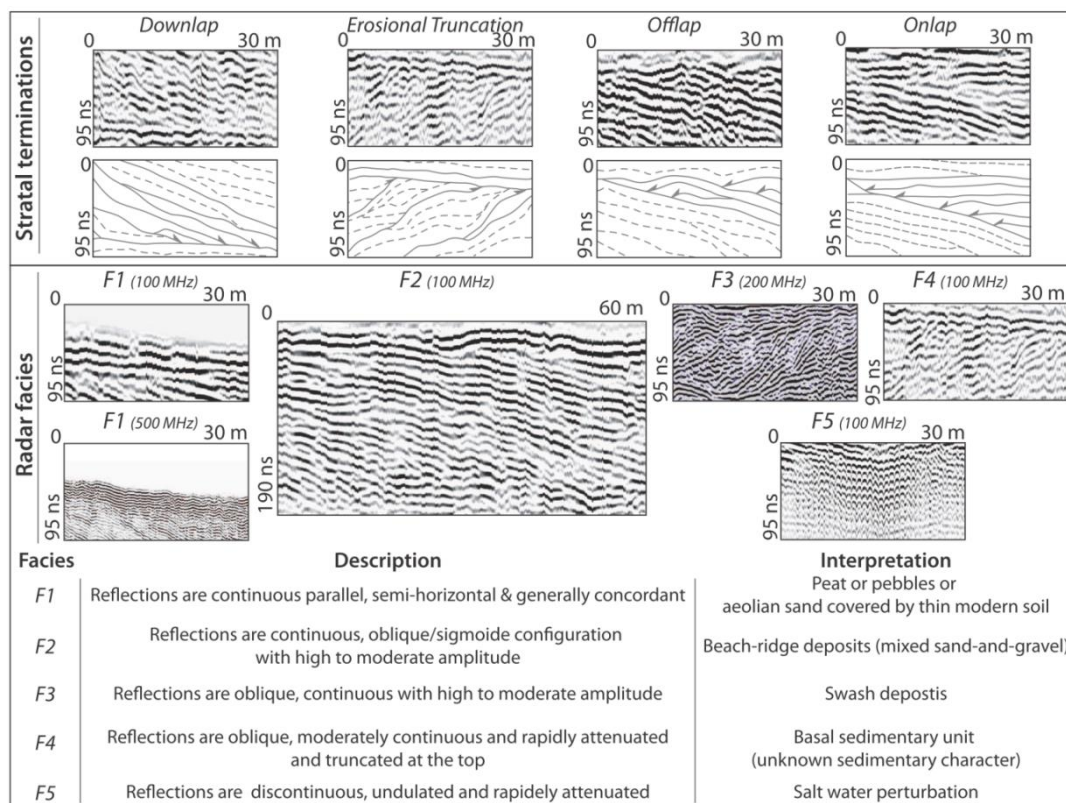 Stratal terminations
Downlap
0 30 m
95 ns
0
95 ns
Erosional Truncation
0 30 m
95 ns
0
95 ns
Offlap
0 30 m
95 ns
0
95 ns
Onlap
0 30 m
95 ns
0
95 ns
Radar facies
F1 (100 MHz)
0 30 m
95 ns
F1 (500 MHz)
0 30 m
95 ns
F2 (100 MHz)
0 60 m
190 ns
F3 (200 MHz)
0 30 m
95 ns
F4 (100 MHz)
0 30 m
95 ns
F5 (100 MHz)
0 30 m
95 ns
Facies Description Interpretation
F1 Reflections are continuous parallel, semi-horizontal & generally concordant
Peat or pebbles or
aeolian sand covered by thin modern soil
F2 Reflections are continuous, oblique/sigmoide configuration
with high to moderate amplitude
Beach-ridge deposits (mixed sand-and-gravel)
F3 Reflections are oblique, continuous with high to moderate amplitude
Swash depostis
F4 Reflections are oblique, moderately continuous and rapidly attenuated
and truncated at the top
Basal sedimentary unit
(unknown sedimentary character)
F5 Reflections are discontinuous, undulated and rapidely attenuated
Salt water perturbation